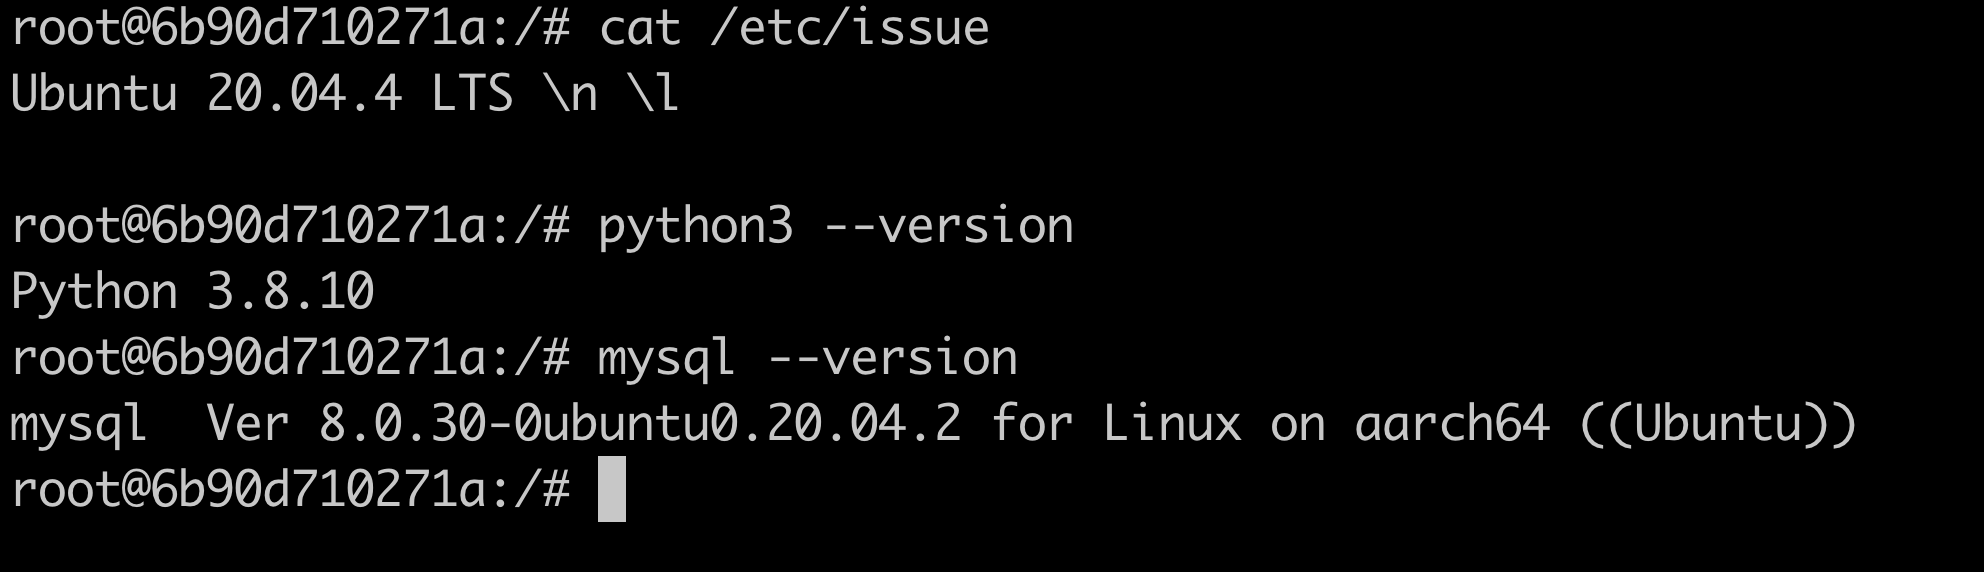 root@6b90d710271a:/# cat /etc/issue
Ubuntu 20.04.4 LTS \n \l
root@6b90d710271a:/# python3 --version
Python 3.8.10
root@6b90d710271a:/# mysql --version
mysql  Ver 8.0.30-0ubuntu0.20.04.2 for Linux on aarch64 ((Ubuntu))
root@6b90d710271a:/#